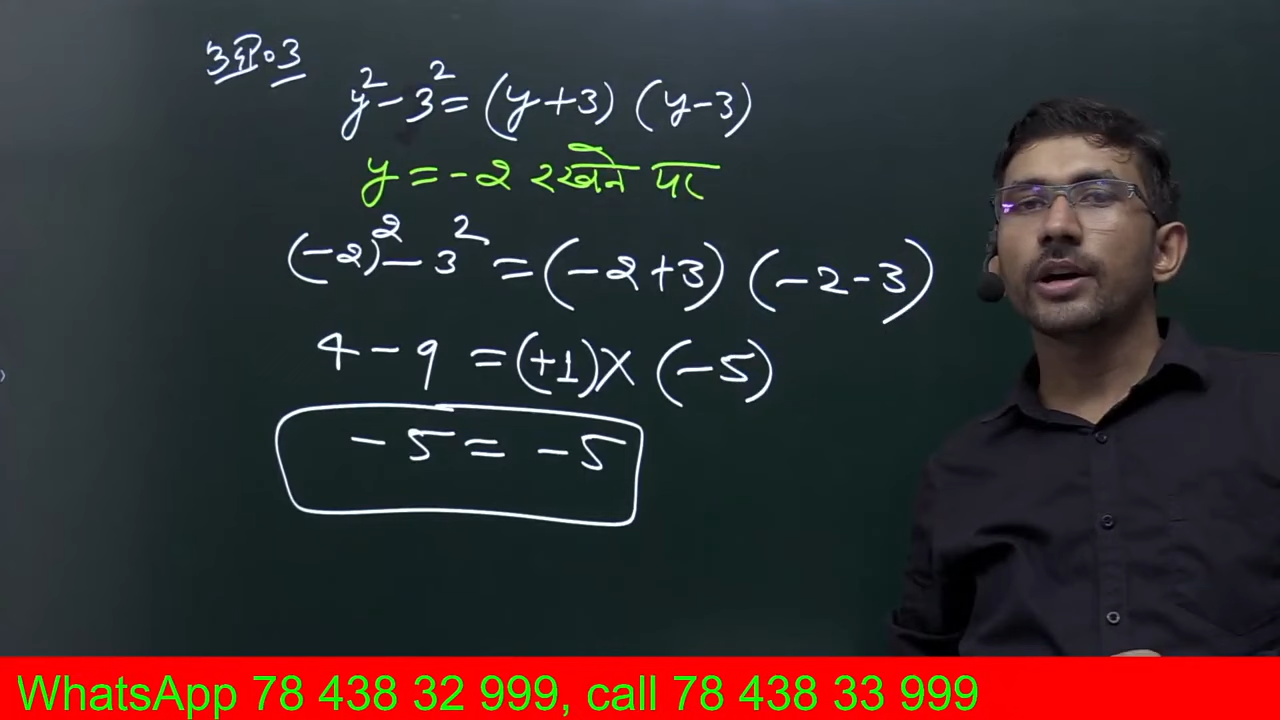 उदा० 3
y² - 3² = (y+3) (y-3)
y = -2 रखने पर
(-2)² - 3² = (-2+3) (-2-3)
4 - 9 = (+1) × (-5)
-5 = -5
WhatsApp 78 438 32 999, call 78 438 33 999